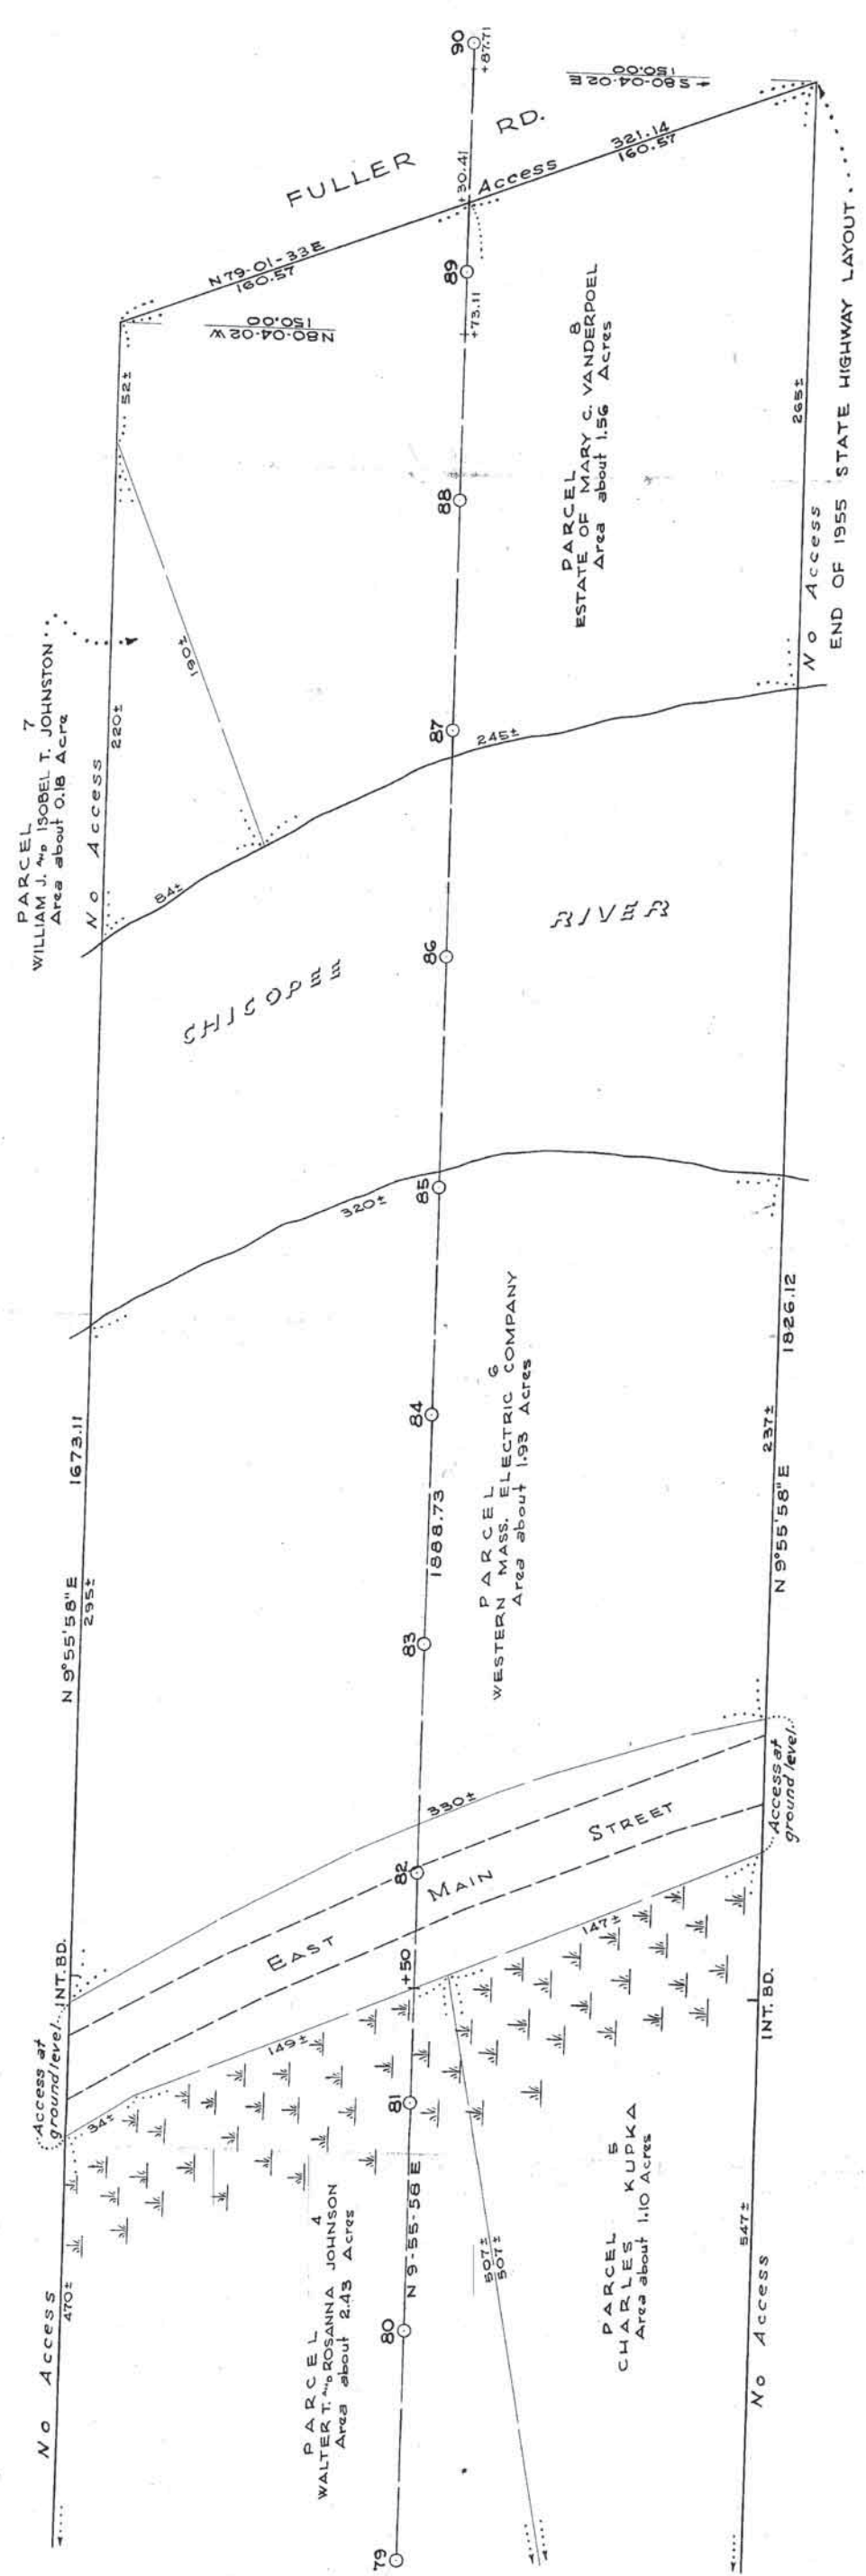 PARCEL 7
WILLIAM J. AND ISOBEL T. JOHNSTON
Area about 0.18 Acre
No Access
470±
Access at
ground level
INT. BD.
N 9°55'58" E
295±
1673.11
No Access
220±
52±
34±
149±
EAST MAIN STREET
330±
320±
CHICOPEE RIVER
84±
190±
N80-04-02W
150.00
N79-01-33E
160.57
FULLER RD.
PARCEL 4
WALTER T. AND ROSANNA JOHNSON
Area about 2.43 Acres
79
80
N 9-55-58 E
81
+50
82
83
1888.73
84
85
86
87
88
+73.11
89
+30.41
90
+87.71
Access
321.14
160.57
S80-04-02E
150.00
507±
507±
147±
245±
PARCEL 5
CHARLES KUPKA
Area about 1.10 Acres
PARCEL 6
WESTERN MASS. ELECTRIC COMPANY
Area about 1.93 Acres
PARCEL 8
ESTATE OF MARY C. VANDERPOEL
Area about 1.56 Acres
No Access
547±
INT. BD.
Access at
ground level
N 9°55'58" E
237±
1826.12
No Access
265±
END OF 1955 STATE HIGHWAY LAYOUT